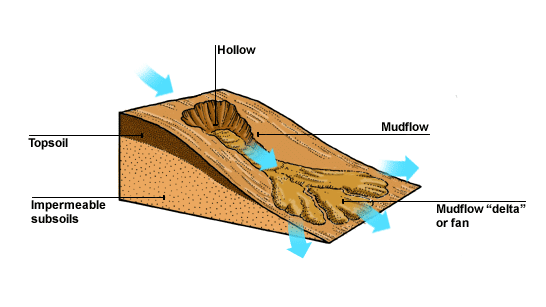 Hollow
Mudflow
Topsoil
Impermeable
subsoils
Mudflow “delta”
or fan